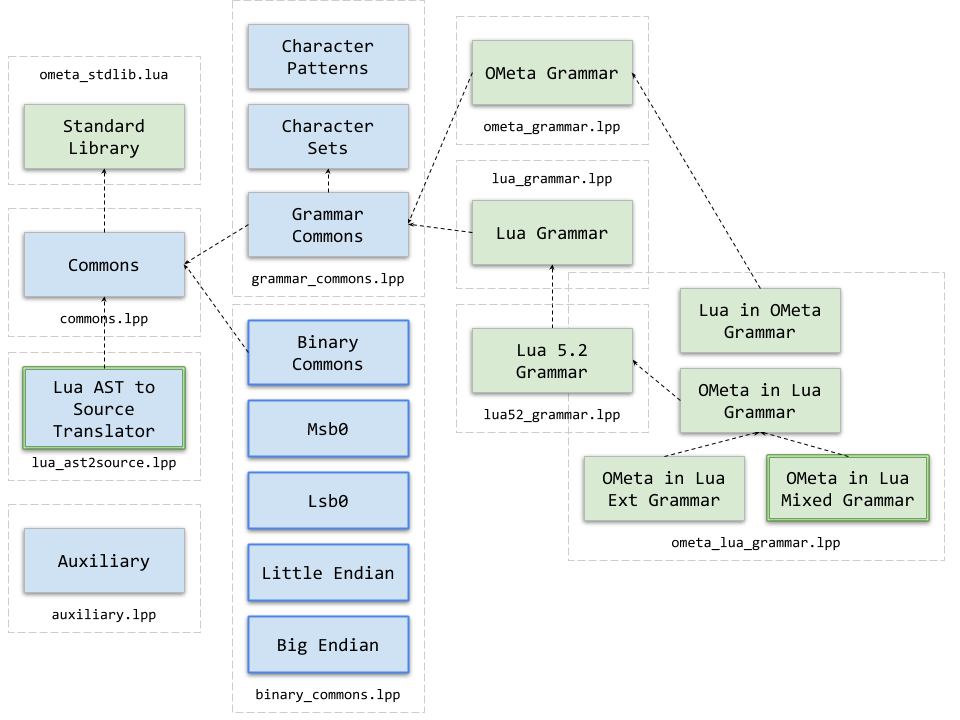 ometa_stdlib.lua
Standard
Library
Commons
commons.lpp
Lua AST to
Source
Translator
lua_ast2source.lpp
Auxiliary
auxiliary.lpp
Character
Patterns
Character
Sets
Grammar
Commons
grammar_commons.lpp
Binary
Commons
Msb0
Lsb0
Little Endian
Big Endian
binary_commons.lpp
OMeta Grammar
ometa_grammar.lpp
lua_grammar.lpp
Lua Grammar
Lua 5.2
Grammar
lua52_grammar.lpp
Lua in OMeta
Grammar
OMeta in Lua
Grammar
OMeta in Lua
Ext Grammar
OMeta in Lua
Mixed Grammar
ometa_lua_grammar.lpp